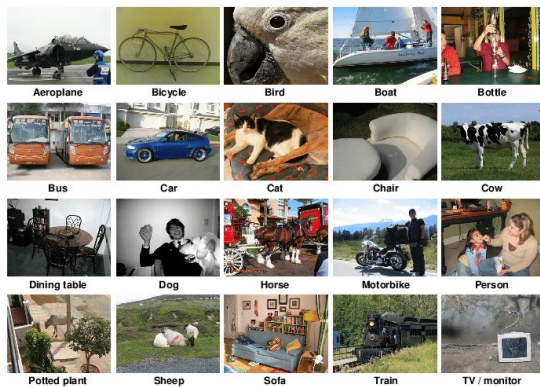 Aeroplane Bicycle Bird Boat Bottle
Bus Car Cat Chair Cow
Dining table Dog Horse Motorbike Person
Potted plant Sheep Sofa Train TV / monitor